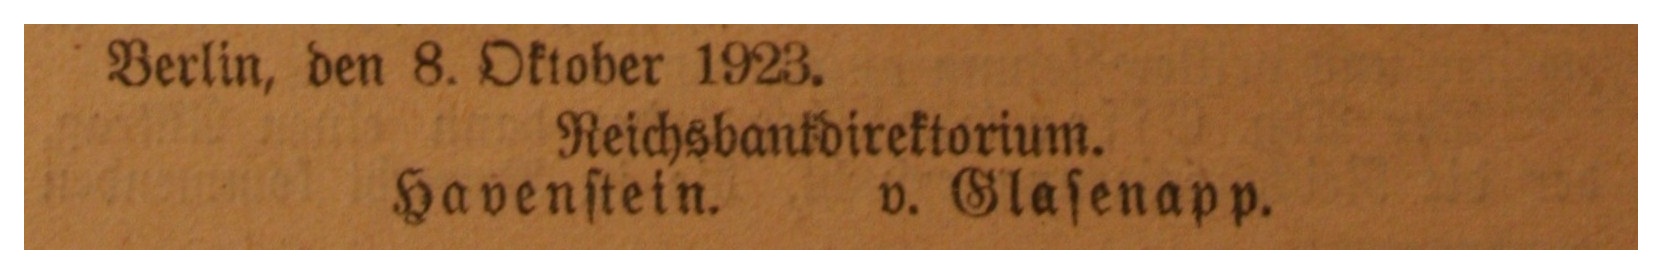 Berlin, den 8. Oktober 1923.
Reichsbankdirektorium.
Havenſtein. v. Glaſenapp.